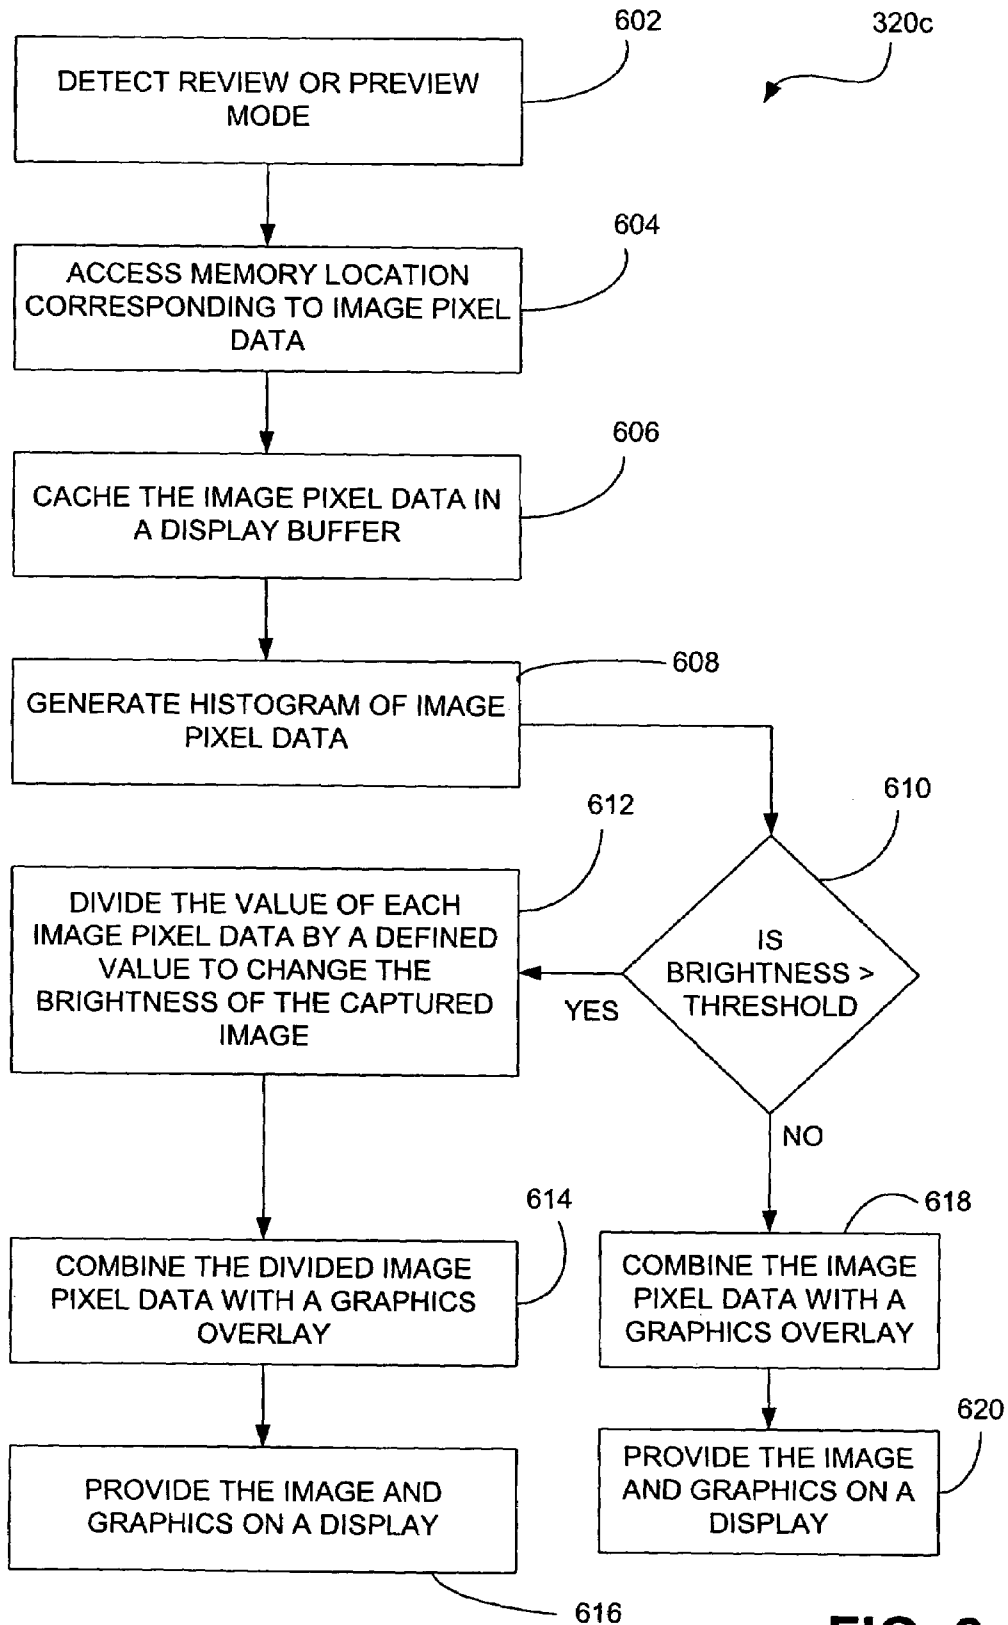 602
320c
DETECT REVIEW OR PREVIEW
MODE
604
ACCESS MEMORY LOCATION
CORRESPONDING TO IMAGE PIXEL
DATA
606
CACHE THE IMAGE PIXEL DATA IN
A DISPLAY BUFFER
608
GENERATE HISTOGRAM OF IMAGE
PIXEL DATA
610
612
DIVIDE THE VALUE OF EACH
IMAGE PIXEL DATA BY A DEFINED
VALUE TO CHANGE THE
BRIGHTNESS OF THE CAPTURED
IMAGE
IS
BRIGHTNESS >
THRESHOLD
YES
NO
614
COMBINE THE DIVIDED IMAGE
PIXEL DATA WITH A GRAPHICS
OVERLAY
618
COMBINE THE IMAGE
PIXEL DATA WITH A
GRAPHICS OVERLAY
620
PROVIDE THE IMAGE AND
GRAPHICS ON A DISPLAY
PROVIDE THE IMAGE
AND GRAPHICS ON A
DISPLAY
616